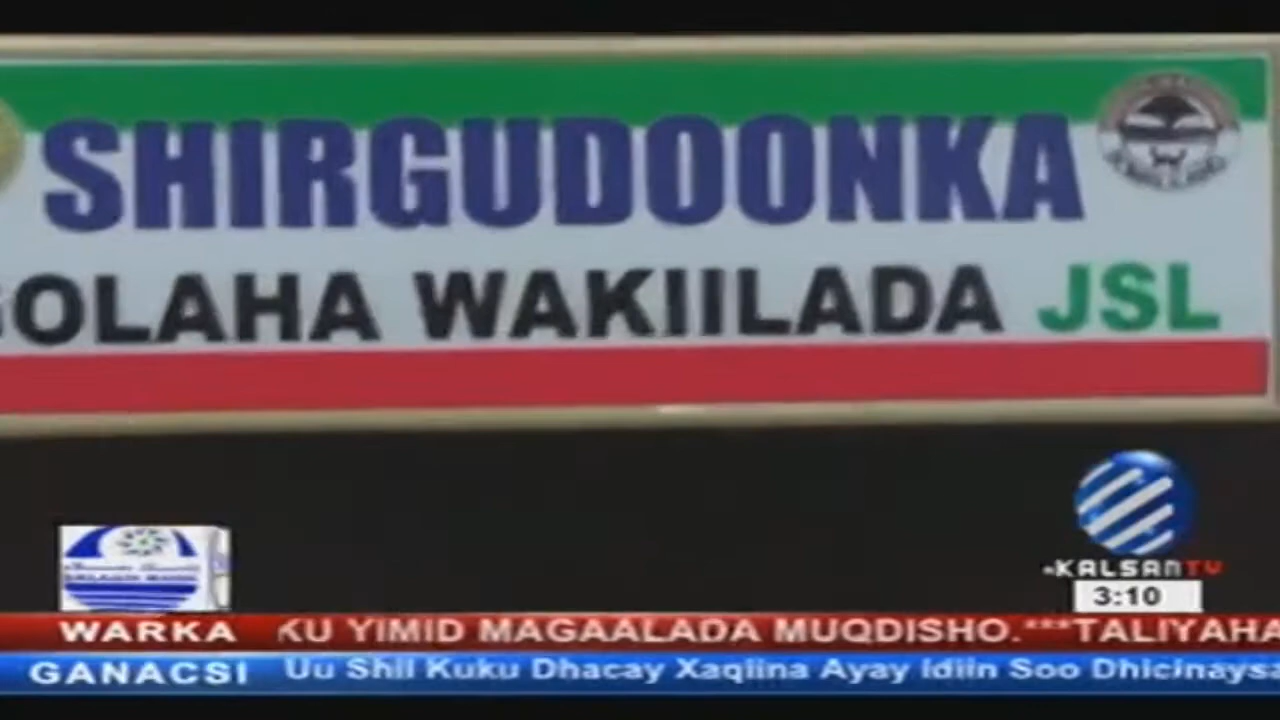 SHIRGUDOONKA
GOLAHA WAKIILADA JSL
KALSAN TV
3:10
WARKA KU YIMID MAGAALADA MUQDISHO.***TALIYAHA
GANACSI Uu Shil Kuku Dhacay Xaqiina Ayay Idiin Soo Dhicinaysa